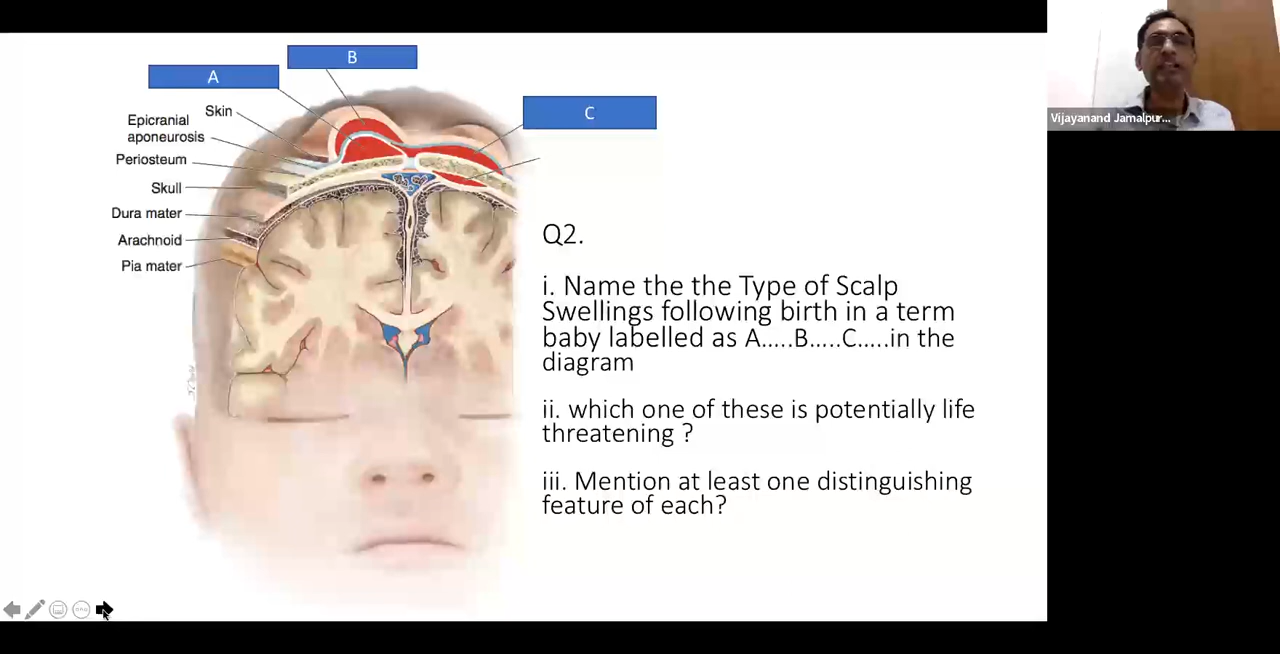 B
A
C
Skin
Epicranial
aponeurosis
Periosteum
Skull
Dura mater
Arachnoid
Pia mater
Q2.
i. Name the the Type of Scalp
Swellings following birth in a term
baby labelled as A.....B.....C.....in the
diagram
ii. which one of these is potentially life
threatening ?
iii. Mention at least one distinguishing
feature of each?
Vijayanand Jamalpur...